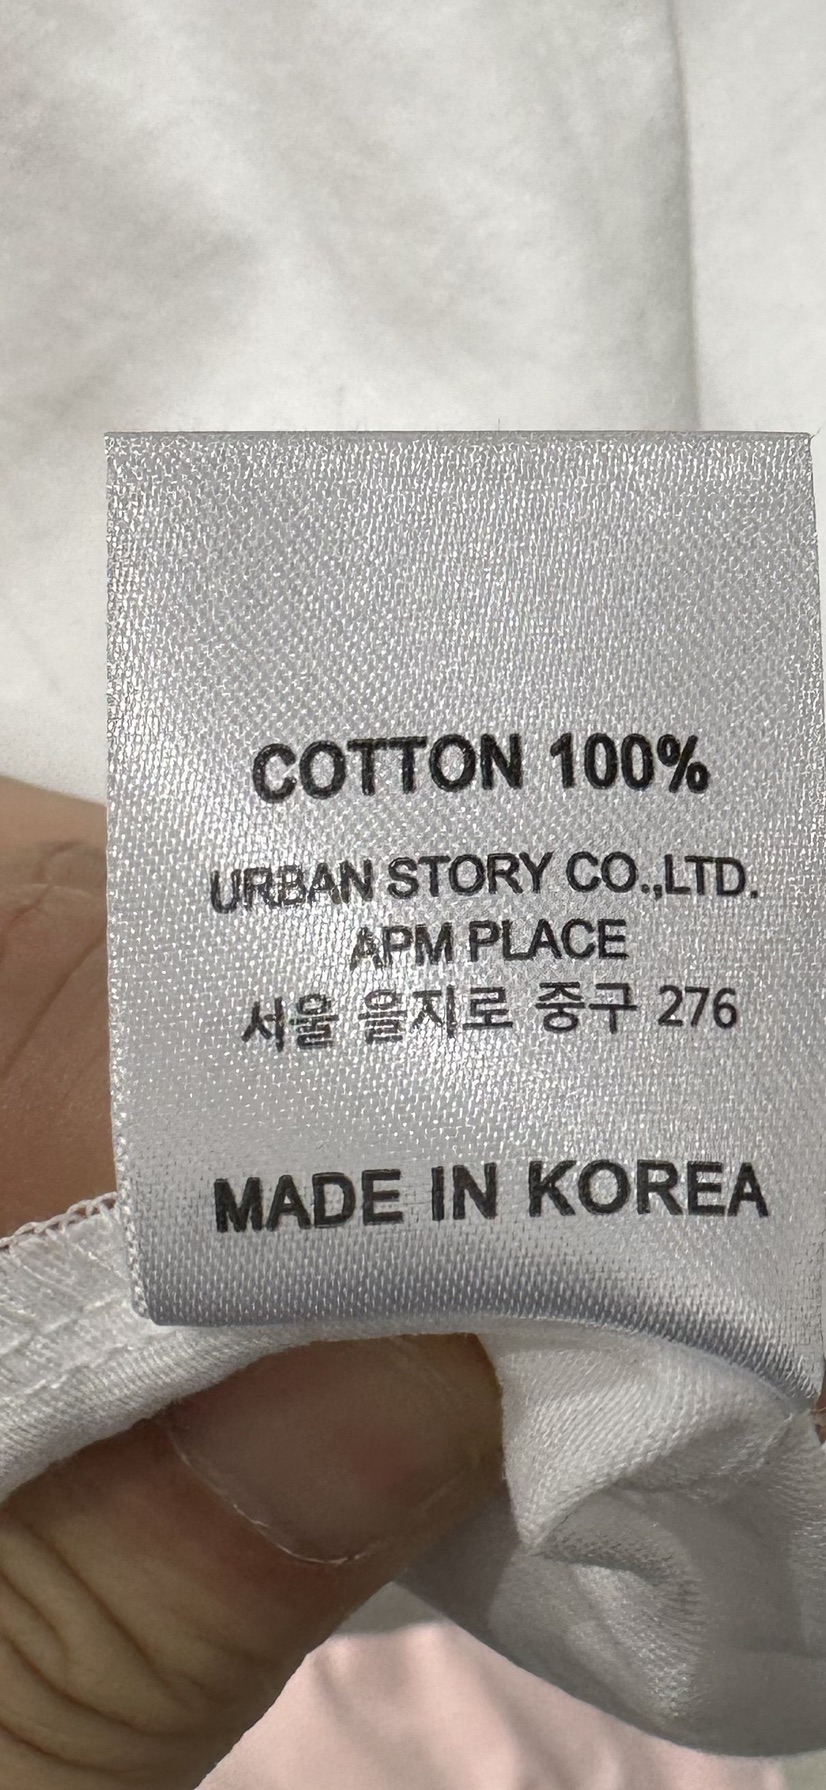 COTTON 100%
URBAN STORY CO.,LTD.
APM PLACE
서울 을지로 중구 276
MADE IN KOREA